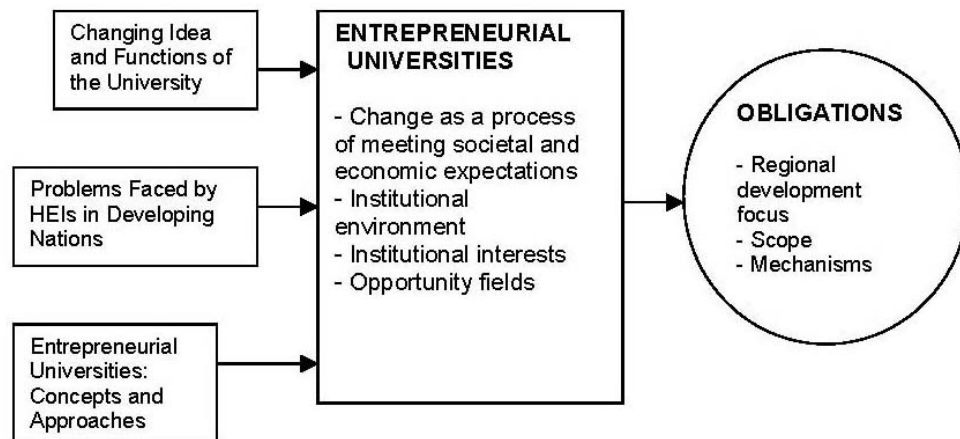 Changing Idea
and Functions of
the University
Problems Faced by
HEIs in Developing
Nations
Entrepreneurial
Universities:
Concepts and
Approaches
ENTREPRENEURIAL
UNIVERSITIES
- Change as a process
of meeting societal and
economic expectations
- Institutional
environment
- Institutional interests
- Opportunity fields
OBLIGATIONS
- Regional
development
focus
- Scope
- Mechanisms